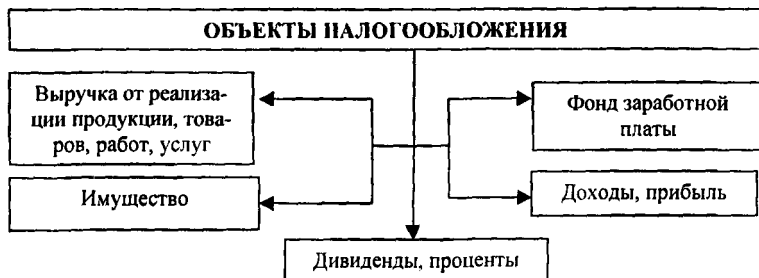 ОБЪЕКТЫ НАЛОГООБЛОЖЕНИЯ
Выручка от реализа-
ции продукции, това-
ров, работ, услуг
Фонд заработной
платы
Имущество
Доходы, прибыль
Дивиденды, проценты